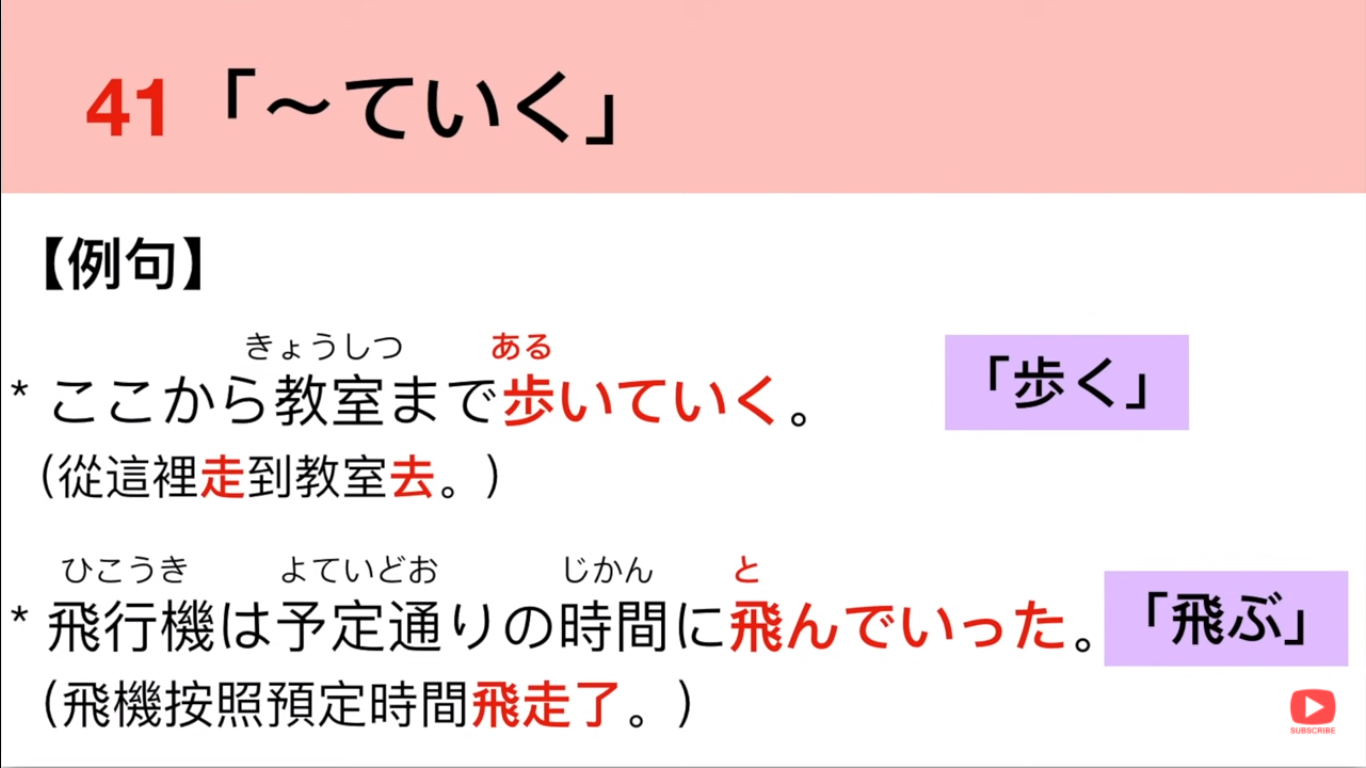 41「〜ていく」
【例句】
きょうしつ ある
* ここから教室まで歩いていく。
「歩く」
（從這裡走到教室去。）
ひこうき よていどお じかん と
* 飛行機は予定通りの時間に飛んでいった。
「飛ぶ」
（飛機按照預定時間飛走了。）
SUBSCRIBE